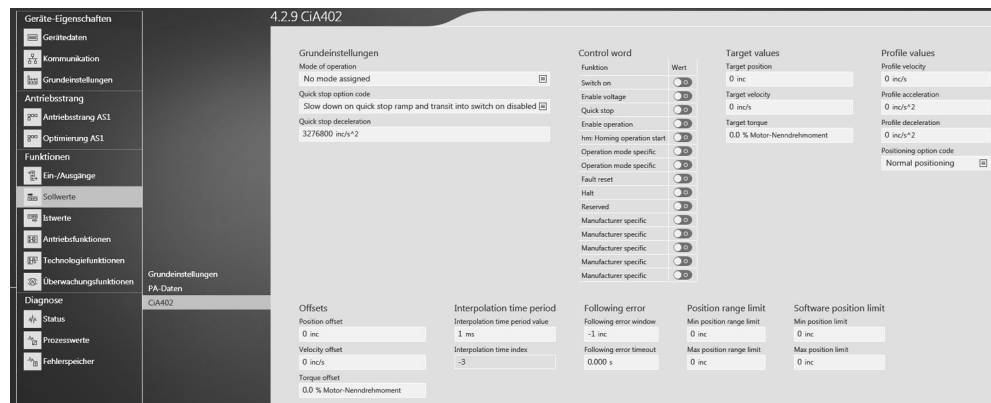 4.2.9 CiA402
Geräte-Eigenschaften
Gerätedaten
Kommunikation
Grundeinstellungen
Antriebsstrang
Antriebsstrang AS1
Optimierung AS1
Funktionen
Ein-/Ausgänge
Sollwerte
Istwerte
Antriebsfunktionen
Technologiefunktionen
Überwachungsfunktionen
Diagnose
Status
Prozesswerte
Fehlerspeicher
Grundeinstellungen
PA-Daten
CiA402
Grundeinstellungen
Mode of operation
No mode assigned
Quick stop option code
Slow down on quick stop ramp and transit into switch on disabled
Quick stop deceleration
3276800 inc/s^2
Control word
Funktion Wert
Switch on
Enable voltage
Quick stop
Enable operation
hm: Homing operation start
Operation mode specific
Operation mode specific
Fault reset
Halt
Reserved
Manufacturer specific
Manufacturer specific
Manufacturer specific
Manufacturer specific
Manufacturer specific
Target values
Target position
0 inc
Target velocity
0 inc/s
Target torque
0.0 % Motor-Nenndrehmoment
Profile values
Profile velocity
0 inc/s
Profile acceleration
0 inc/s^2
Profile deceleration
0 inc/s^2
Positioning option code
Normal positioning
Offsets
Position offset
0 inc
Velocity offset
0 inc/s
Torque offset
0.0 % Motor-Nenndrehmoment
Interpolation time period
Interpolation time period value
1 ms
Interpolation time index
-3
Following error
Following error window
-1 inc
Following error timeout
0.000 s
Position range limit
Min position range limit
0 inc
Max position range limit
0 inc
Software position limit
Min position limit
0 inc
Max position limit
0 inc